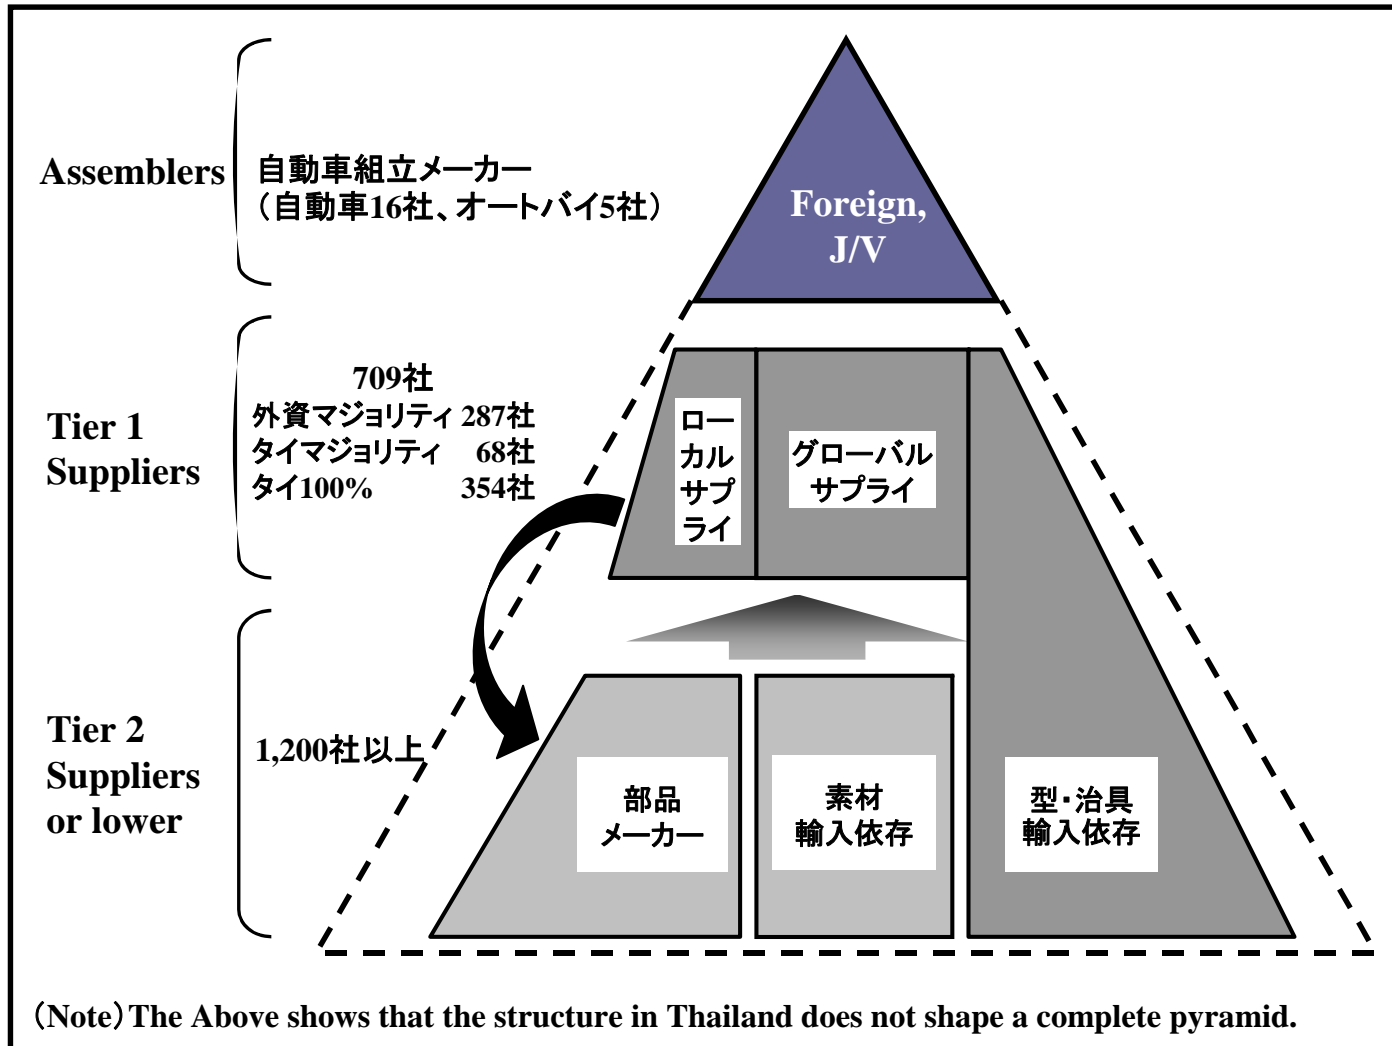 Assemblers
自動車組立メーカー
（自動車16社、オートバイ5社）
Foreign,
J/V
Tier 1
Suppliers
709社
外資マジョリティ 287社
タイマジョリティ 68社
タイ100% 354社
ロー
カル
サプ
ライ
グローバル
サプライ
Tier 2
Suppliers
or lower
1,200社以上
部品
メーカー
素材
輸入依存
型・治具
輸入依存
（Note）The Above shows that the structure in Thailand does not shape a complete pyramid.